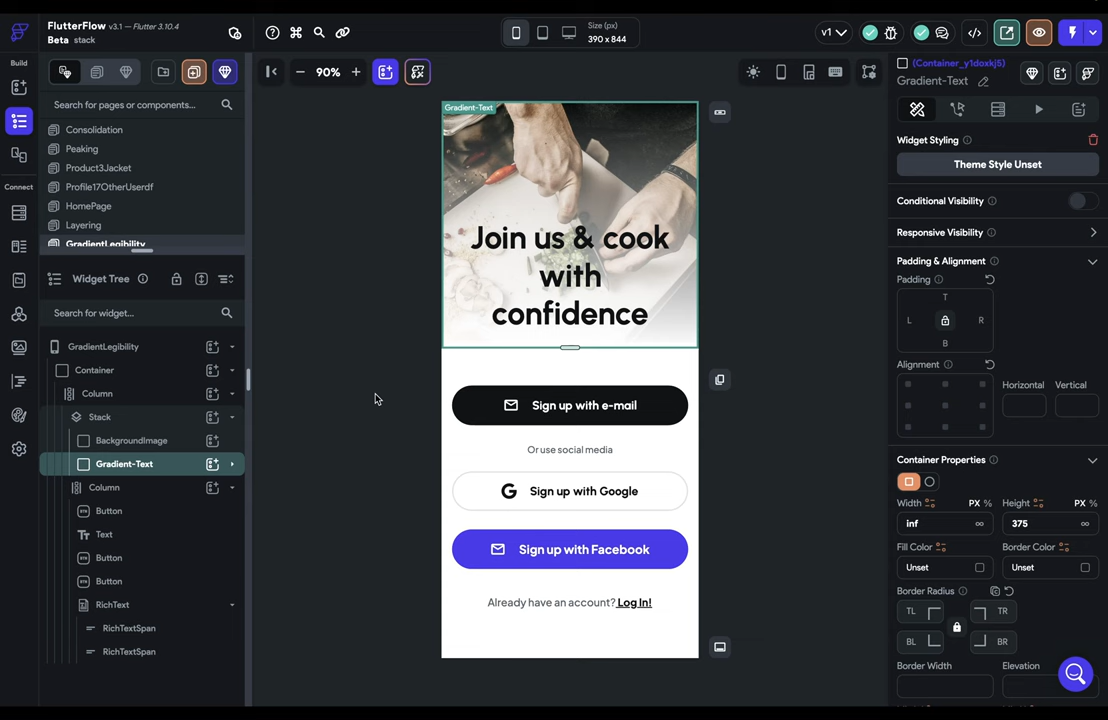 FlutterFlow v3.1 – Flutter 3.10.4
Beta stack
Size (px)
390 x 844
v1
Build
90%
(Container_y1doxkj5)
Gradient-Text
Search for pages or components...
Consolidation
Peaking
Product3Jacket
Profile17OtherUserdf
HomePage
Layering
GradientLegibility
Connect
Widget Tree
Search for widget...
GradientLegibility
Container
Column
Stack
BackgroundImage
Gradient-Text
Column
Button
Text
Button
Button
RichText
RichTextSpan
RichTextSpan
Gradient-Text
Join us & cook
with
confidence
Sign up with e-mail
Or use social media
Sign up with Google
Sign up with Facebook
Already have an account? Log In!
Widget Styling
Theme Style Unset
Conditional Visibility
Responsive Visibility
Padding & Alignment
Padding
T
L
R
B
Alignment
Horizontal
Vertical
Container Properties
Width PX %
Height PX %
inf
375
Fill Color
Border Color
Unset
Unset
Border Radius
TL
TR
BL
BR
Border Width
Elevation